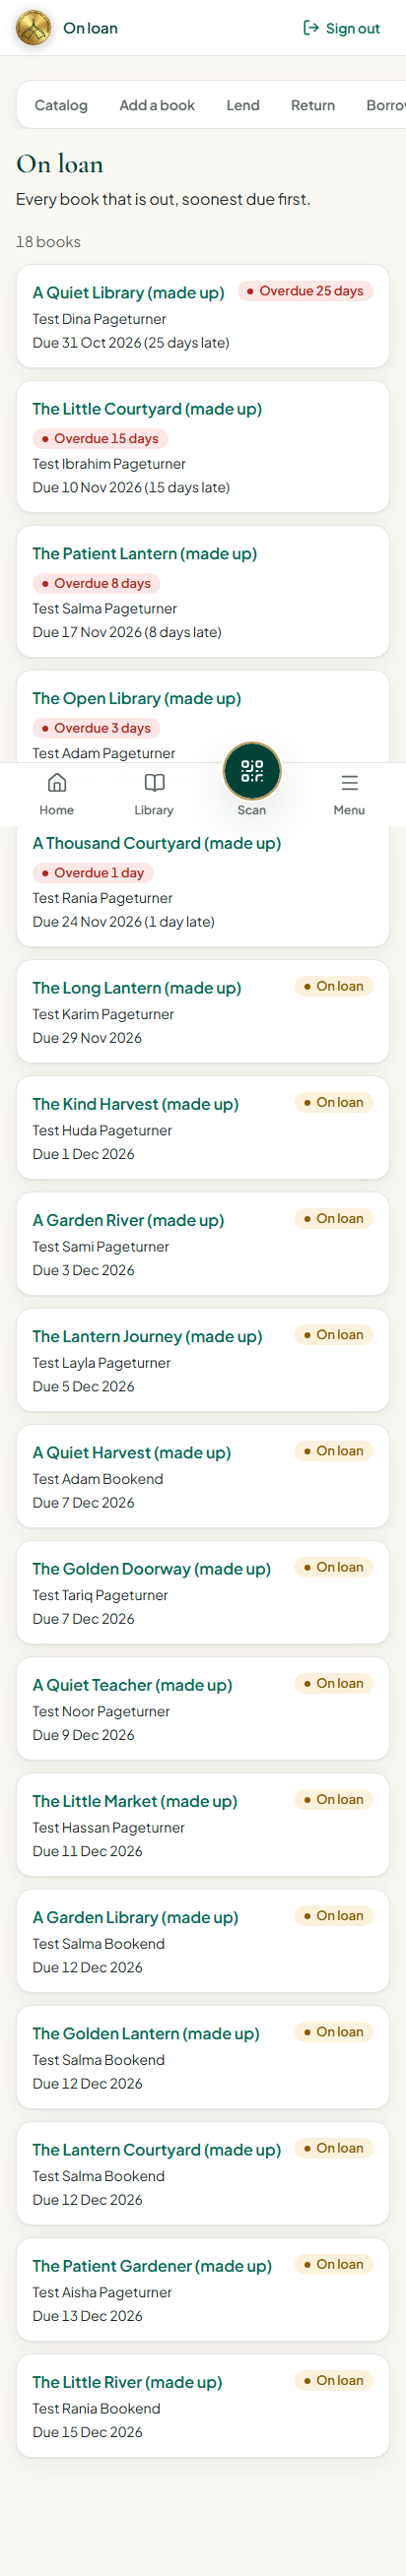 On loan
Sign out
Catalog
Add a book
Lend
Return
On loan
Every book that is out, soonest due first.
18 books
A Quiet Library (made up)
Overdue 25 days
Test Dina Pageturner
Due 31 Oct 2026 (25 days late)
The Little Courtyard (made up)
Overdue 15 days
Test Ibrahim Pageturner
Due 10 Nov 2026 (15 days late)
The Patient Lantern (made up)
Overdue 8 days
Test Salma Pageturner
Due 17 Nov 2026 (8 days late)
The Open Library (made up)
Overdue 3 days
Test Adam Pageturner
Home
Library
Scan
Menu
A Thousand Courtyard (made up)
Overdue 1 day
Test Rania Pageturner
Due 24 Nov 2026 (1 day late)
The Long Lantern (made up)
On loan
Test Karim Pageturner
Due 29 Nov 2026
The Kind Harvest (made up)
On loan
Test Huda Pageturner
Due 1 Dec 2026
A Garden River (made up)
On loan
Test Sami Pageturner
Due 3 Dec 2026
The Lantern Journey (made up)
On loan
Test Layla Pageturner
Due 5 Dec 2026
A Quiet Harvest (made up)
On loan
Test Adam Bookend
Due 7 Dec 2026
The Golden Doorway (made up)
On loan
Test Tariq Pageturner
Due 7 Dec 2026
A Quiet Teacher (made up)
On loan
Test Noor Pageturner
Due 9 Dec 2026
The Little Market (made up)
On loan
Test Hassan Pageturner
Due 11 Dec 2026
A Garden Library (made up)
On loan
Test Salma Bookend
Due 12 Dec 2026
The Golden Lantern (made up)
On loan
Test Salma Bookend
Due 12 Dec 2026
The Lantern Courtyard (made up)
On loan
Test Salma Bookend
Due 12 Dec 2026
The Patient Gardener (made up)
On loan
Test Aisha Pageturner
Due 13 Dec 2026
The Little River (made up)
On loan
Test Rania Bookend
Due 15 Dec 2026